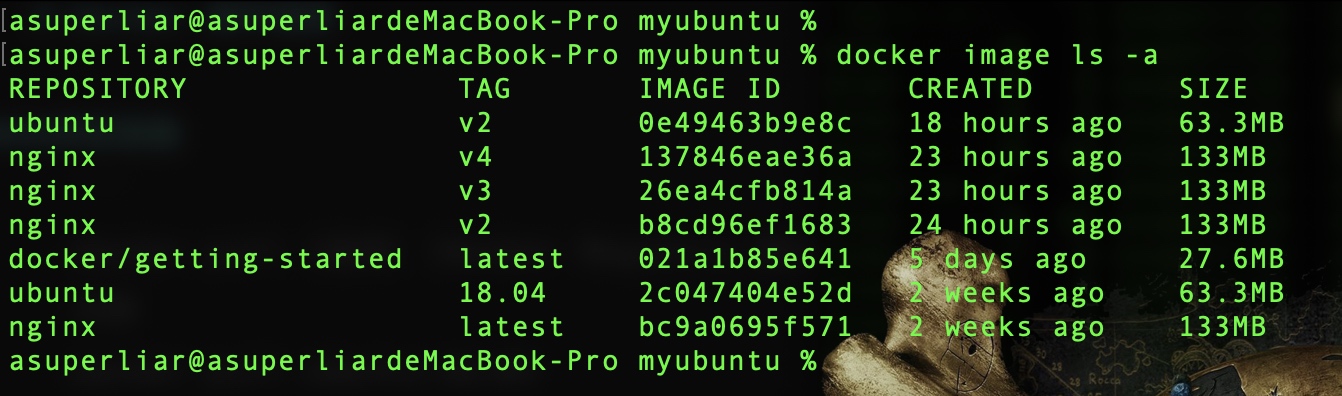 [asuperliar@asuperliardeMacBook-Pro myubuntu %
[asuperliar@asuperliardeMacBook-Pro myubuntu % docker image ls -a
REPOSITORY TAG IMAGE ID CREATED SIZE
ubuntu v2 0e49463b9e8c 18 hours ago 63.3MB
nginx v4 137846eae36a 23 hours ago 133MB
nginx v3 26ea4cfb814a 23 hours ago 133MB
nginx v2 b8cd96ef1683 24 hours ago 133MB
docker/getting-started latest 021a1b85e641 5 days ago 27.6MB
ubuntu 18.04 2c047404e52d 2 weeks ago 63.3MB
nginx latest bc9a0695f571 2 weeks ago 133MB
asuperliar@asuperliardeMacBook-Pro myubuntu %